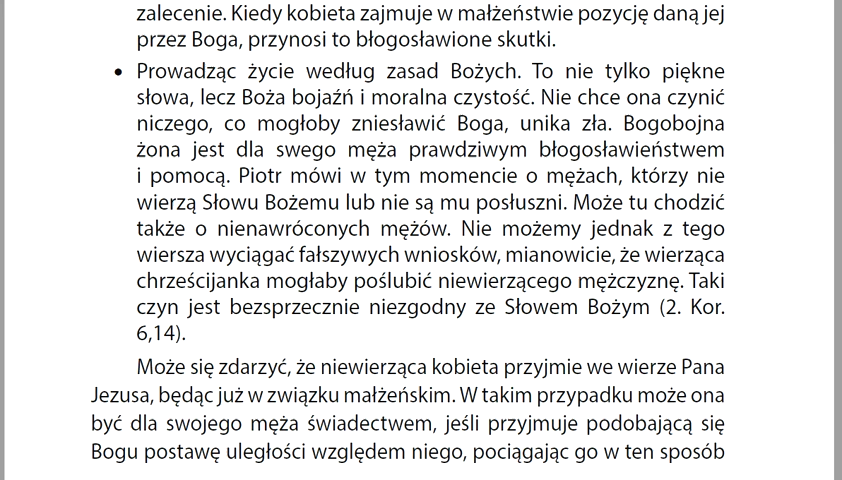 zalecenie. Kiedy kobieta zajmuje w małżeństwie pozycję daną jej
przez Boga, przynosi to błogosławione skutki.
• Prowadząc życie według zasad Bożych. To nie tylko piękne
słowa, lecz Boża bojaźń i moralna czystość. Nie chce ona czynić
niczego, co mogłoby zniesławić Boga, unika zła. Bogobojna
żona jest dla swego męża prawdziwym błogosławieństwem
i pomocą. Piotr mówi w tym momencie o mężach, którzy nie
wierzą Słowu Bożemu lub nie są mu posłuszni. Może tu chodzić
także o nienawróconych mężów. Nie możemy jednak z tego
wiersza wyciągać fałszywych wniosków, mianowicie, że wierząca
chrześcijanka mogłaby poślubić niewierzącego mężczyznę. Taki
czyn jest bezsprzecznie niezgodny ze Słowem Bożym (2. Kor.
6,14).
Może się zdarzyć, że niewierząca kobieta przyjmie we wierze Pana
Jezusa, będąc już w związku małżeńskim. W takim przypadku może ona
być dla swojego męża świadectwem, jeśli przyjmuje podobającą się
Bogu postawę uległości względem niego, pociągając go w ten sposób